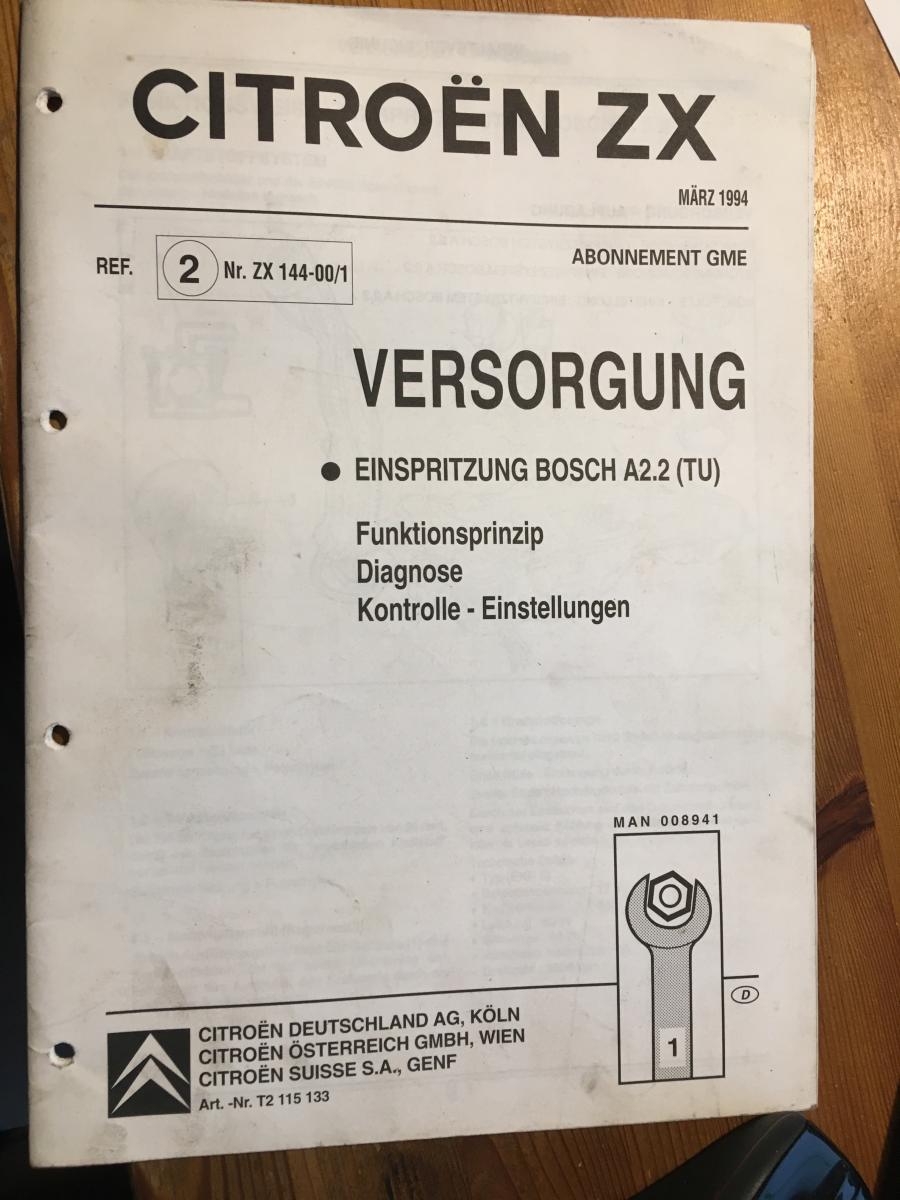 CITROËN ZX
MÄRZ 1994
REF. 2 Nr. ZX 144-00/1
ABONNEMENT GME
VERSORGUNG
● EINSPRITZUNG BOSCH A2.2 (TU)
Funktionsprinzip
Diagnose
Kontrolle - Einstellungen
MAN 008941
1
D
CITROËN DEUTSCHLAND AG, KÖLN
CITROËN ÖSTERREICH GMBH, WIEN
CITROËN SUISSE S.A., GENF
Art. -Nr. T2 115 133